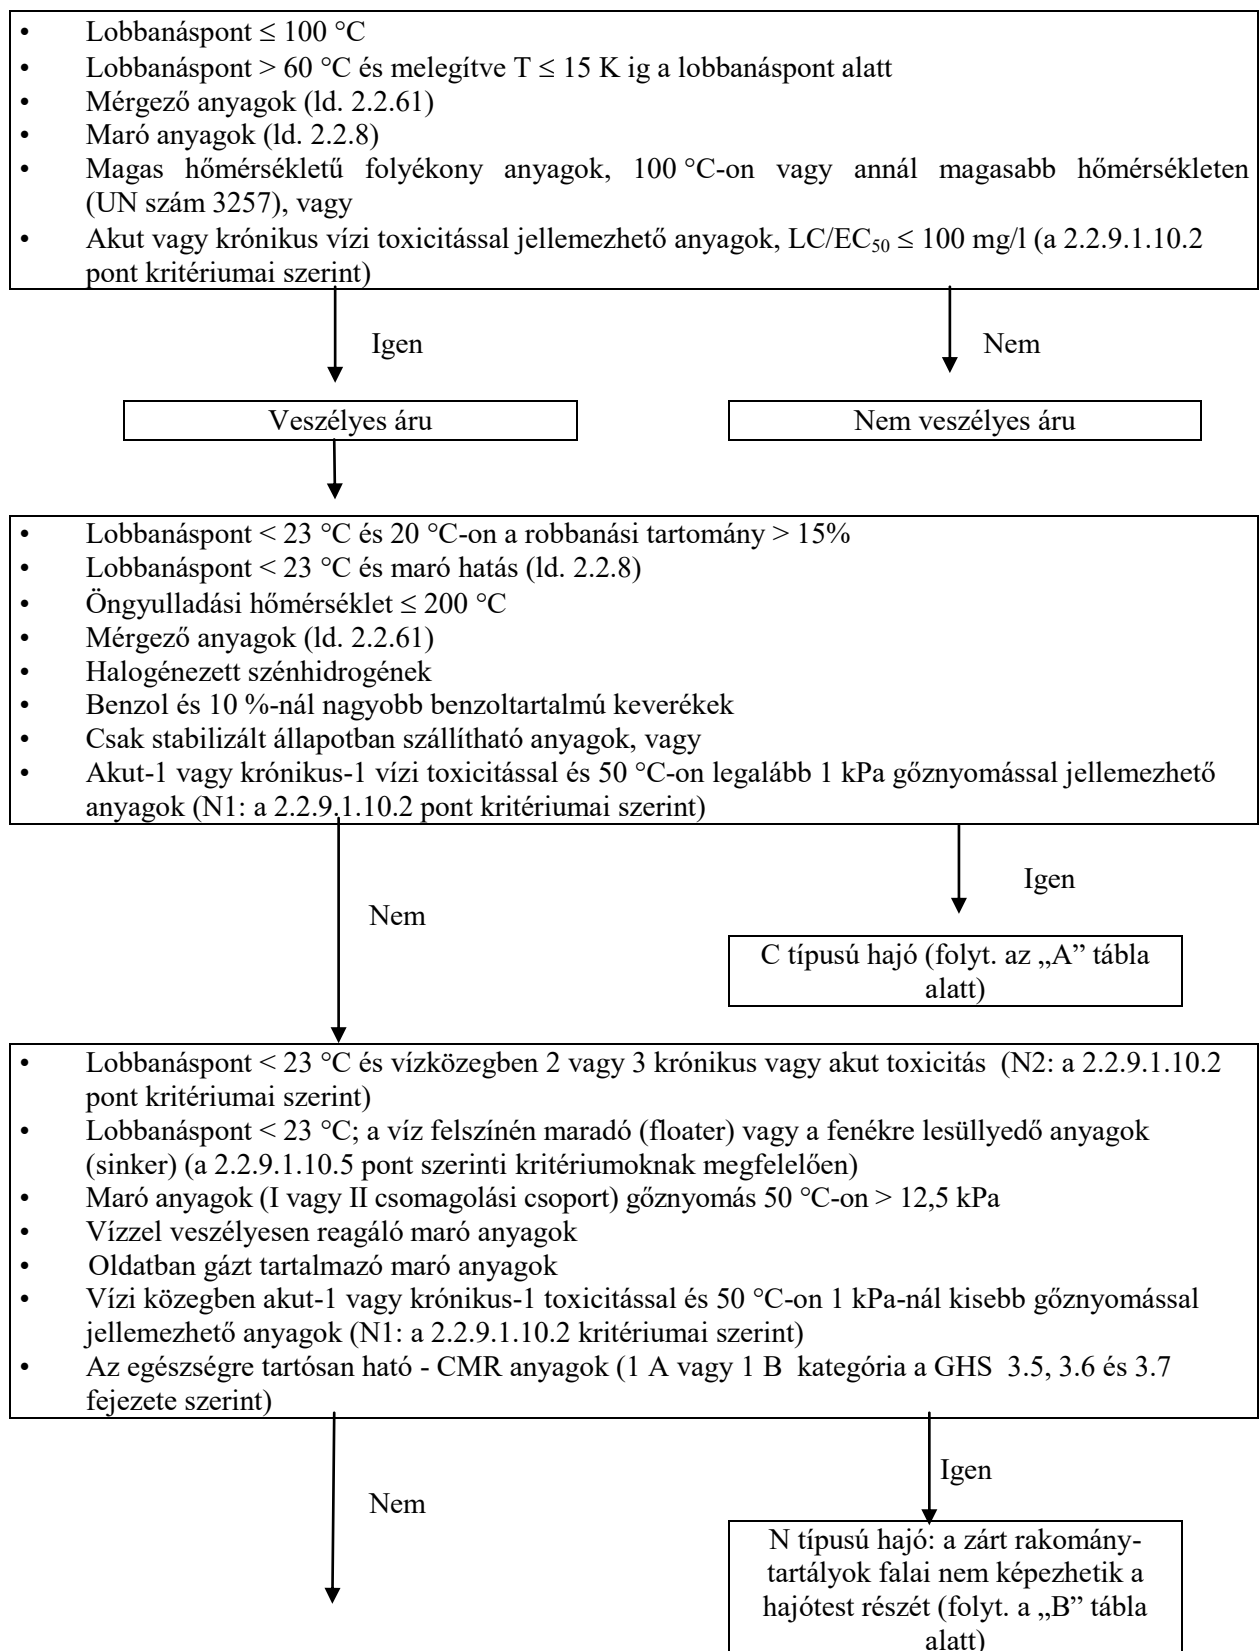 • Lobbanáspont ≤ 100 °C
• Lobbanáspont > 60 °C és melegítve T ≤ 15 K ig a lobbanáspont alatt
• Mérgező anyagok (ld. 2.2.61)
• Maró anyagok (ld. 2.2.8)
• Magas hőmérsékletű folyékony anyagok, 100 °C-on vagy annál magasabb hőmérsékleten
(UN szám 3257), vagy
• Akut vagy krónikus vízi toxicitással jellemezhető anyagok, LC/EC₅₀ ≤ 100 mg/l (a 2.2.9.1.10.2
pont kritériumai szerint)
Igen
Nem
Veszélyes áru
Nem veszélyes áru
• Lobbanáspont < 23 °C és 20 °C-on a robbanási tartomány > 15%
• Lobbanáspont < 23 °C és maró hatás (ld. 2.2.8)
• Öngyulladási hőmérséklet ≤ 200 °C
• Mérgező anyagok (ld. 2.2.61)
• Halogénezett szénhidrogének
• Benzol és 10 %-nál nagyobb benzoltartalmú keverékek
• Csak stabilizált állapotban szállítható anyagok, vagy
• Akut-1 vagy krónikus-1 vízi toxicitással és 50 °C-on legalább 1 kPa gőznyomással jellemezhető
anyagok (N1: a 2.2.9.1.10.2 pont kritériumai szerint)
Igen
Nem
C típusú hajó (folyt. az „A” tábla
alatt)
• Lobbanáspont < 23 °C és vízközegben 2 vagy 3 krónikus vagy akut toxicitás (N2: a 2.2.9.1.10.2
pont kritériumai szerint)
• Lobbanáspont < 23 °C; a víz felszínén maradó (floater) vagy a fenékre lesüllyedő anyagok
(sinker) (a 2.2.9.1.10.5 pont szerinti kritériumoknak megfelelően)
• Maró anyagok (I vagy II csomagolási csoport) gőznyomás 50 °C-on > 12,5 kPa
• Vízzel veszélyesen reagáló maró anyagok
• Oldatban gázt tartalmazó maró anyagok
• Vízi közegben akut-1 vagy krónikus-1 toxicitással és 50 °C-on 1 kPa-nál kisebb gőznyomással
jellemezhető anyagok (N1: a 2.2.9.1.10.2 kritériumai szerint)
• Az egészségre tartósan ható - CMR anyagok (1 A vagy 1 B kategória a GHS 3.5, 3.6 és 3.7
fejezete szerint)
Igen
Nem
N típusú hajó: a zárt rakomány-
tartályok falai nem képezhetik a
hajótest részét (folyt. a „B” tábla
alatt)